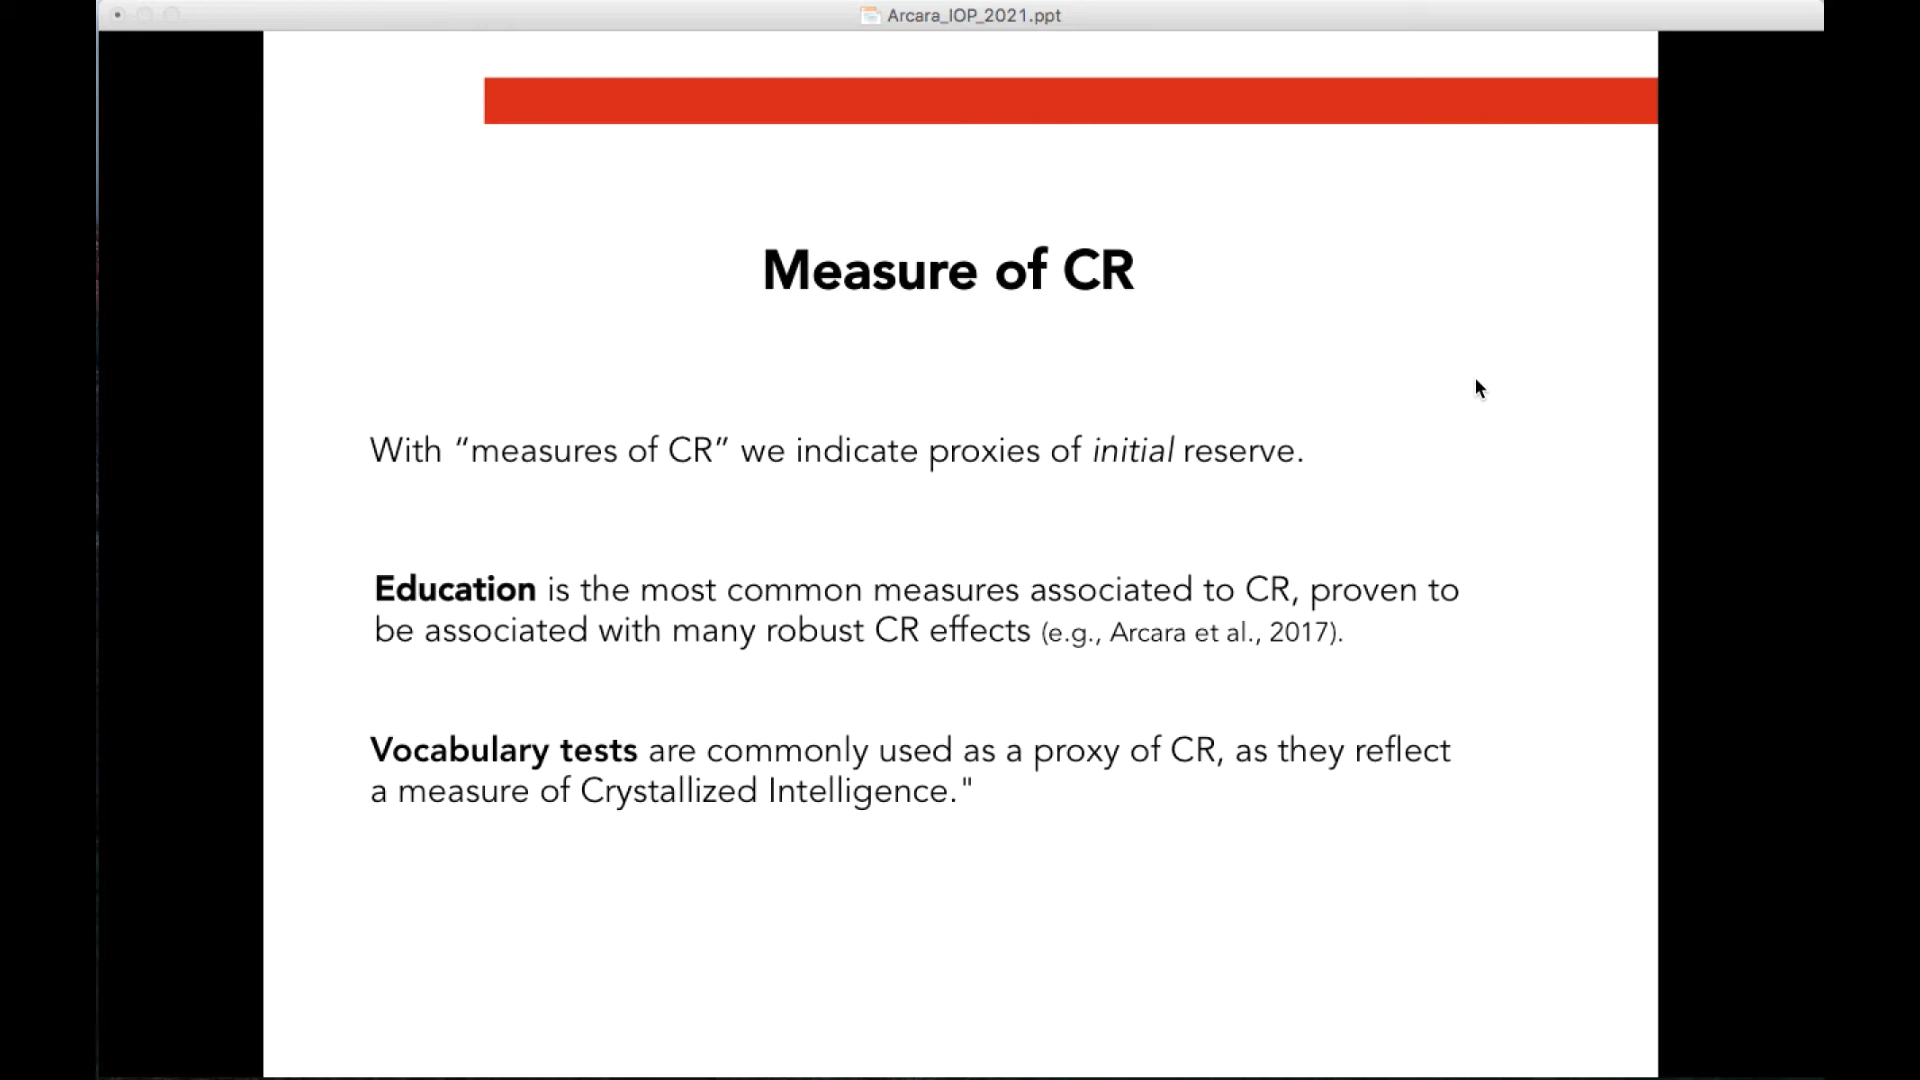 Arcara_IOP_2021.ppt
Measure of CR
With “measures of CR” we indicate proxies of initial reserve.
Education is the most common measures associated to CR, proven to
be associated with many robust CR effects (e.g., Arcara et al., 2017).
Vocabulary tests are commonly used as a proxy of CR, as they reflect
a measure of Crystallized Intelligence."